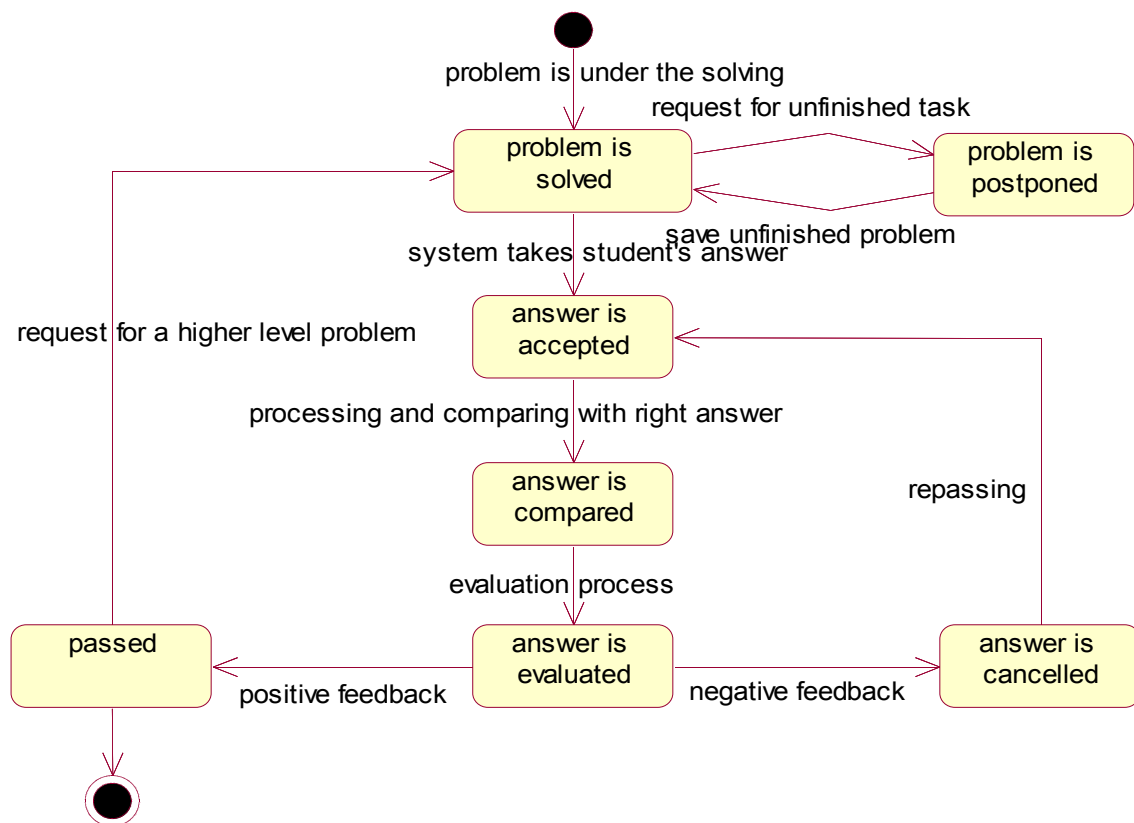 problem is under the solving
request for unfinished task
problem is
solved
problem is
postponed
save unfinished problem
system takes student's answer
answer is
accepted
request for a higher level problem
processing and comparing with right answer
answer is
compared
repassing
evaluation process
passed
answer is
evaluated
answer is
cancelled
positive feedback
negative feedback